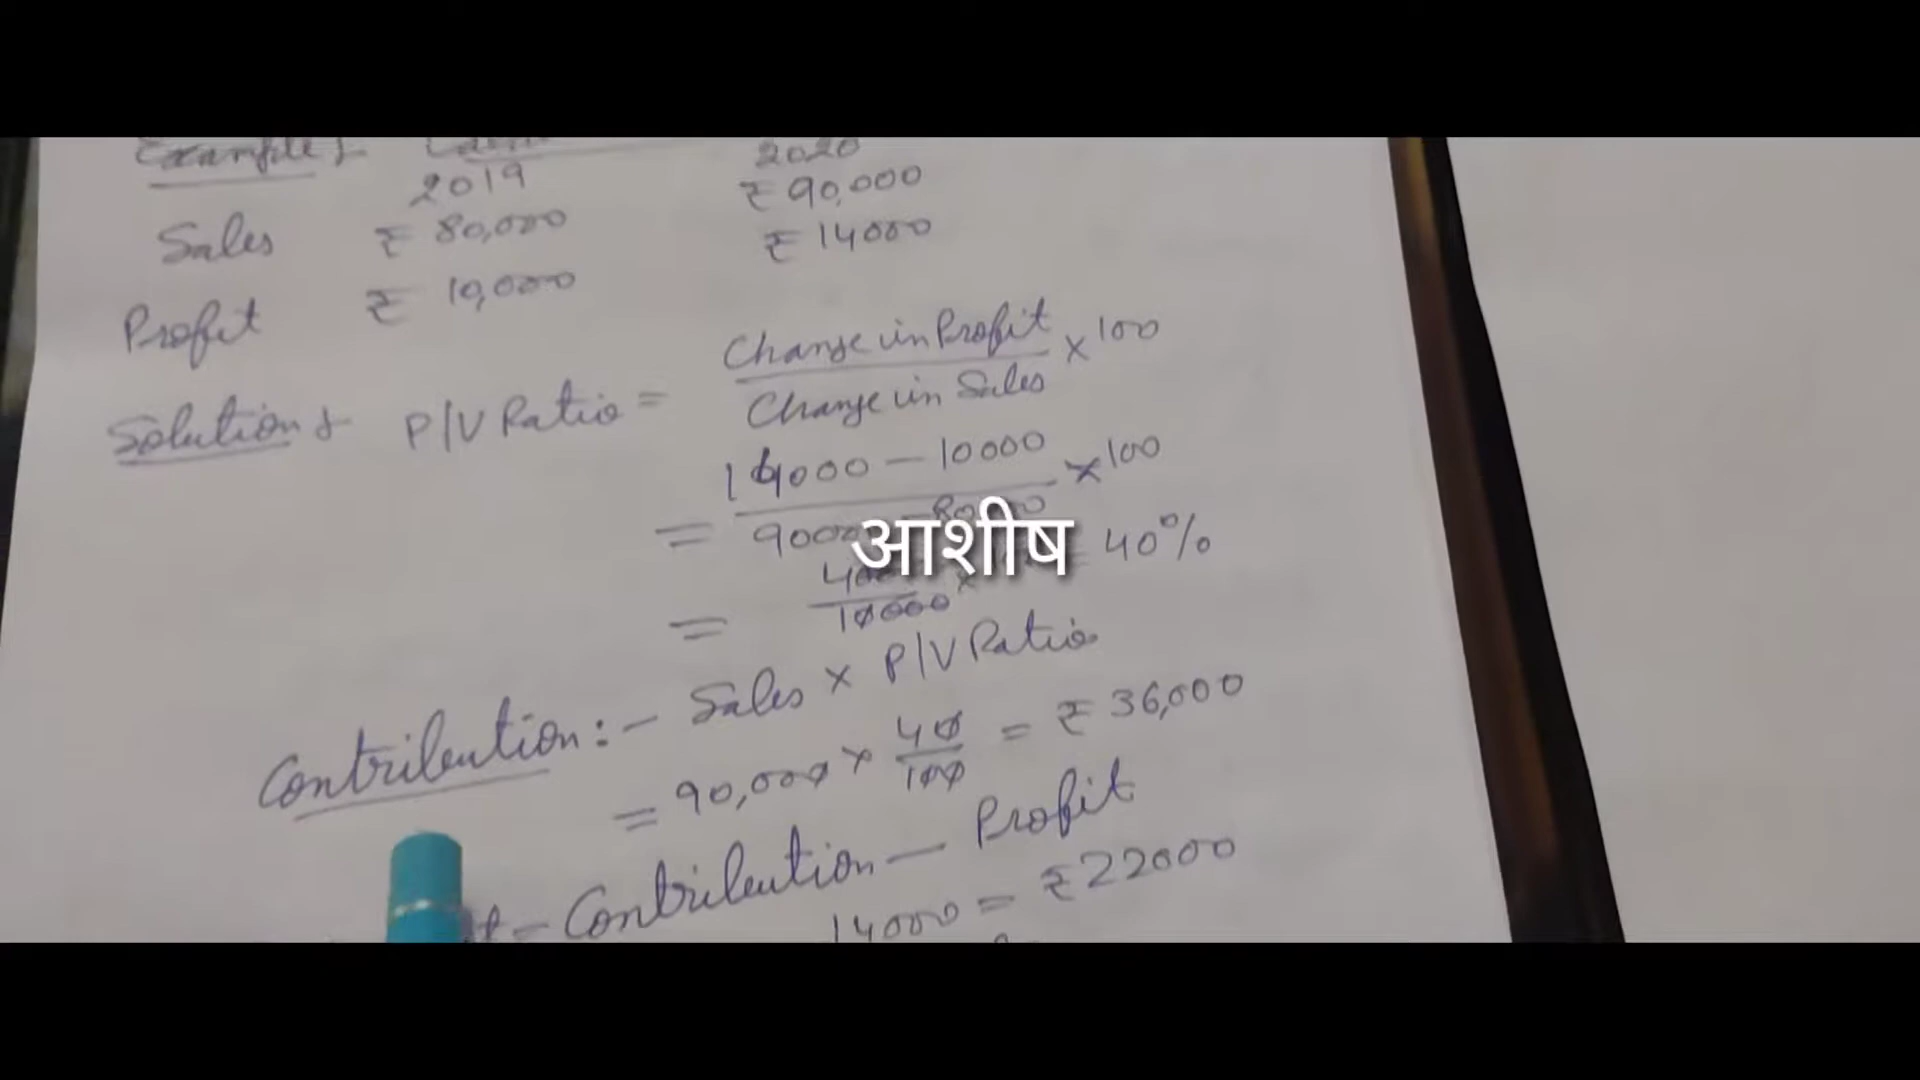 Example:-
2019 2020
Sales ₹ 80,000 ₹ 90,000
Profit ₹ 10,000 ₹ 14000
Solution:- P/V Ratio = Change in Profit / Change in Sales × 100
= 14000 - 10000 / × 100
= 10000 40%
आशीष
Contribution:- Sales × P/V Ratio
= 90,000 × 40/100 = ₹ 36,000
- Contribution - Profit
14000 = ₹ 22000